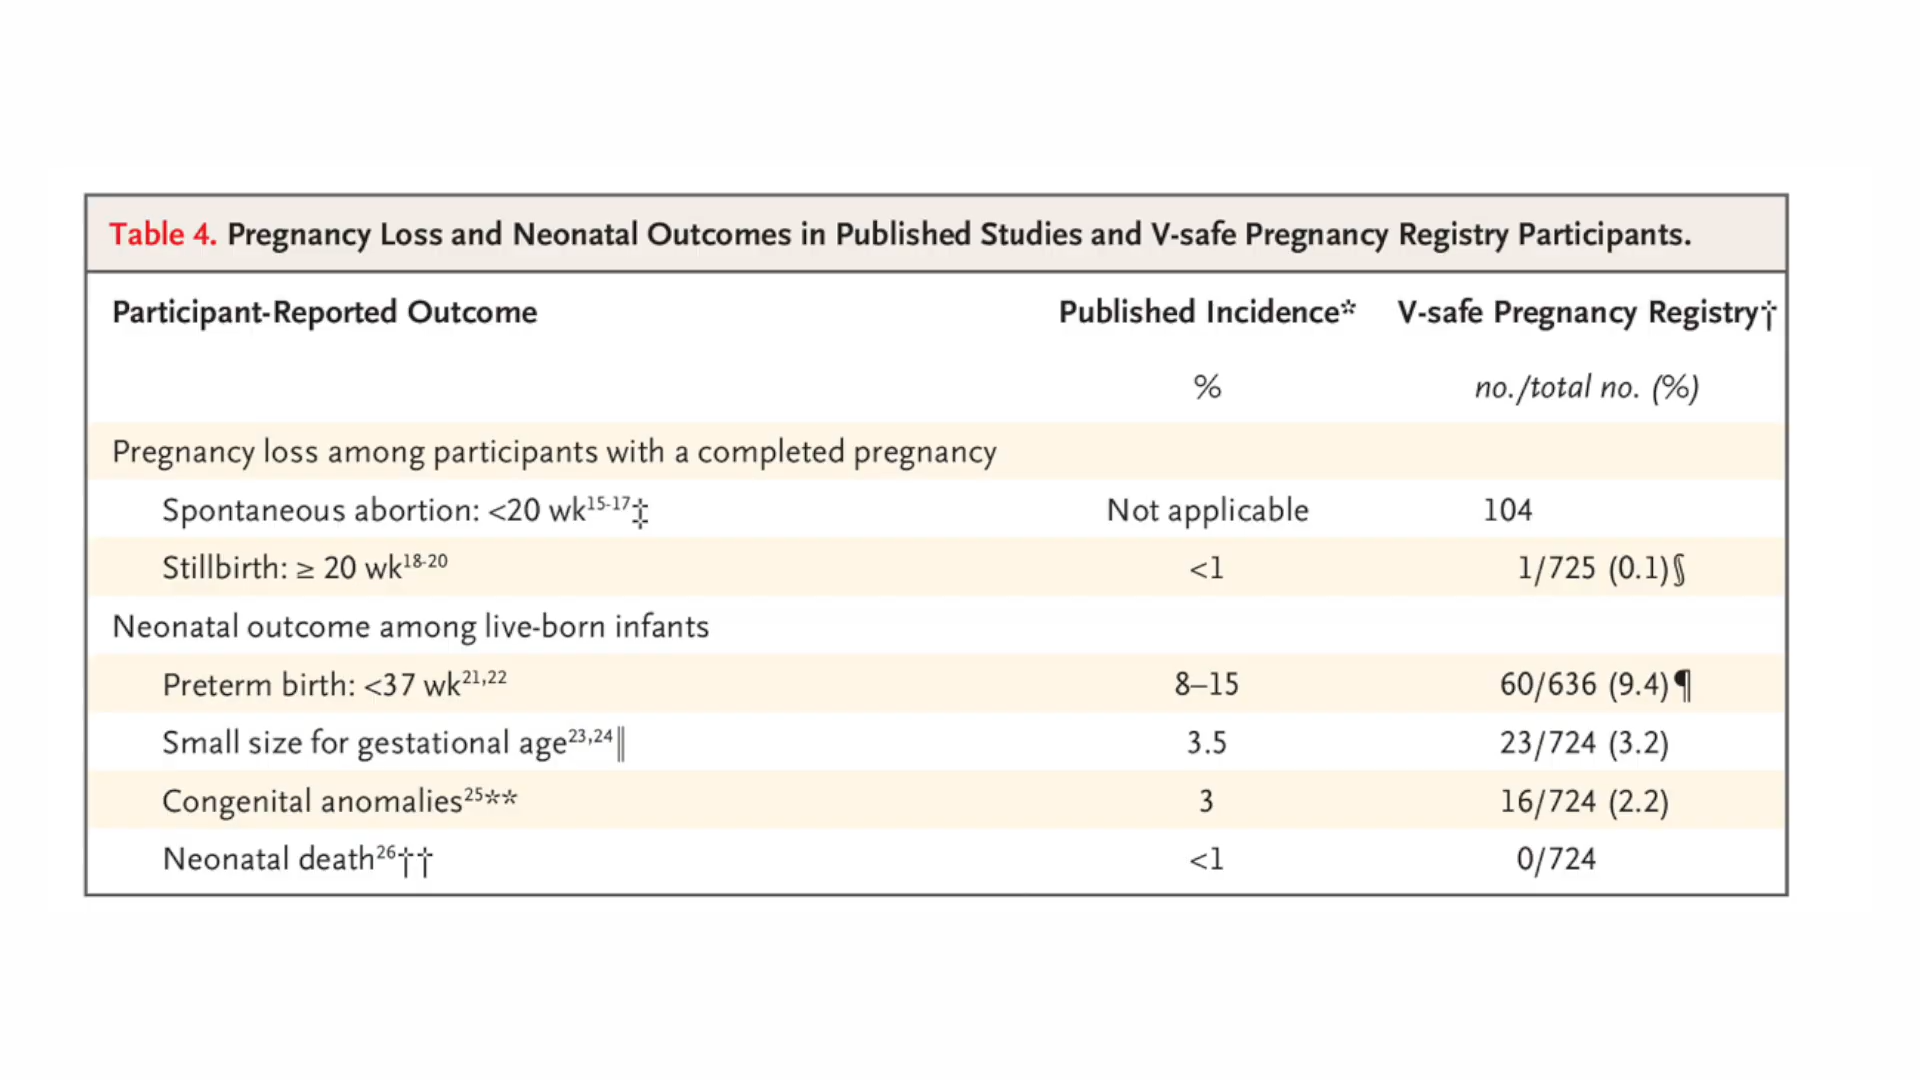 Table 4. Pregnancy Loss and Neonatal Outcomes in Published Studies and V-safe Pregnancy Registry Participants.
Participant-Reported Outcome Published Incidence* V-safe Pregnancy Registry†
% no./total no. (%)
Pregnancy loss among participants with a completed pregnancy
Spontaneous abortion: <20 wk15-17‡ Not applicable 104
Stillbirth: ≥ 20 wk18-20 <1 1/725 (0.1)§
Neonatal outcome among live-born infants
Preterm birth: <37 wk21,22 8–15 60/636 (9.4)¶
Small size for gestational age23,24‖ 3.5 23/724 (3.2)
Congenital anomalies25** 3 16/724 (2.2)
Neonatal death26†† <1 0/724